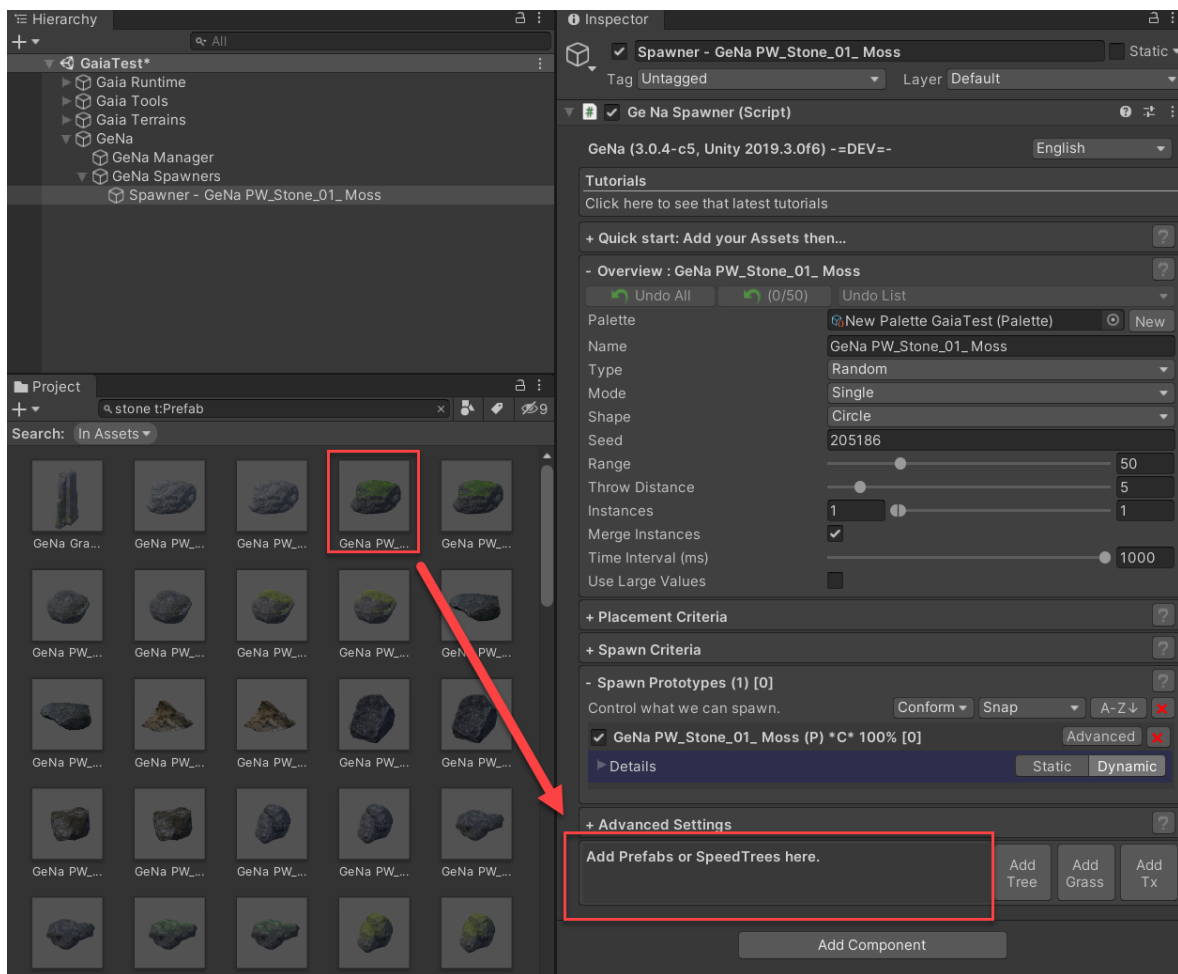 Hierarchy
All
GaiaTest*
Gaia Runtime
Gaia Tools
Gaia Terrains
GeNa
GeNa Manager
GeNa Spawners
Spawner - GeNa PW_Stone_01_ Moss
Project
stone t:Prefab
9
Search: In Assets
GeNa Gra... GeNa PW_... GeNa PW_... GeNa PW_... GeNa PW_...
GeNa PW_... GeNa PW_... GeNa PW_... GeNa PW_... GeNa PW_...
GeNa PW_... GeNa PW_... GeNa PW_... GeNa PW_... GeNa PW_...
GeNa PW_... GeNa PW_... GeNa PW_... GeNa PW_... GeNa PW_...
Inspector
Spawner - GeNa PW_Stone_01_ Moss Static
Tag Untagged Layer Default
# Ge Na Spawner (Script)
GeNa (3.0.4-c5, Unity 2019.3.0f6) -=DEV=- English
Tutorials
Click here to see that latest tutorials
+ Quick start: Add your Assets then... ?
- Overview : GeNa PW_Stone_01_ Moss ?
Undo All (0/50) Undo List
Palette New Palette GaiaTest (Palette) New
Name GeNa PW_Stone_01_ Moss
Type Random
Mode Single
Shape Circle
Seed 205186
Range 50
Throw Distance 5
Instances 1 1
Merge Instances
Time Interval (ms) 1000
Use Large Values
+ Placement Criteria ?
+ Spawn Criteria ?
- Spawn Prototypes (1) [0] ?
Control what we can spawn. Conform Snap A-Z↓
GeNa PW_Stone_01_ Moss (P) *C* 100% [0] Advanced
Details Static Dynamic
+ Advanced Settings ?
Add Prefabs or SpeedTrees here.
Add Tree
Add Grass
Add Tx
Add Component